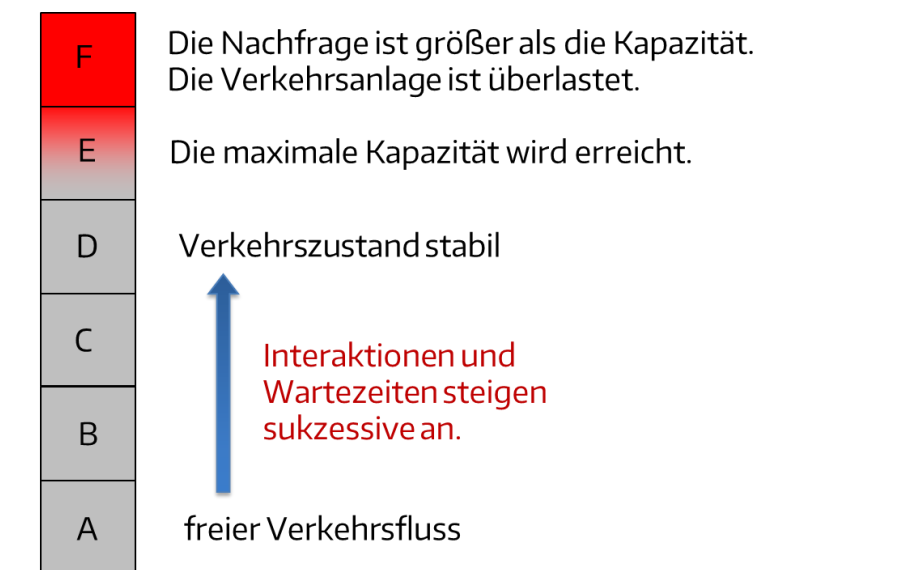 F
Die Nachfrage ist größer als die Kapazität.
Die Verkehrsanlage ist überlastet.
E
Die maximale Kapazität wird erreicht.
D
Verkehrszustand stabil
C
Interaktionen und
Wartezeiten steigen
sukzessive an.
B
A
freier Verkehrsfluss